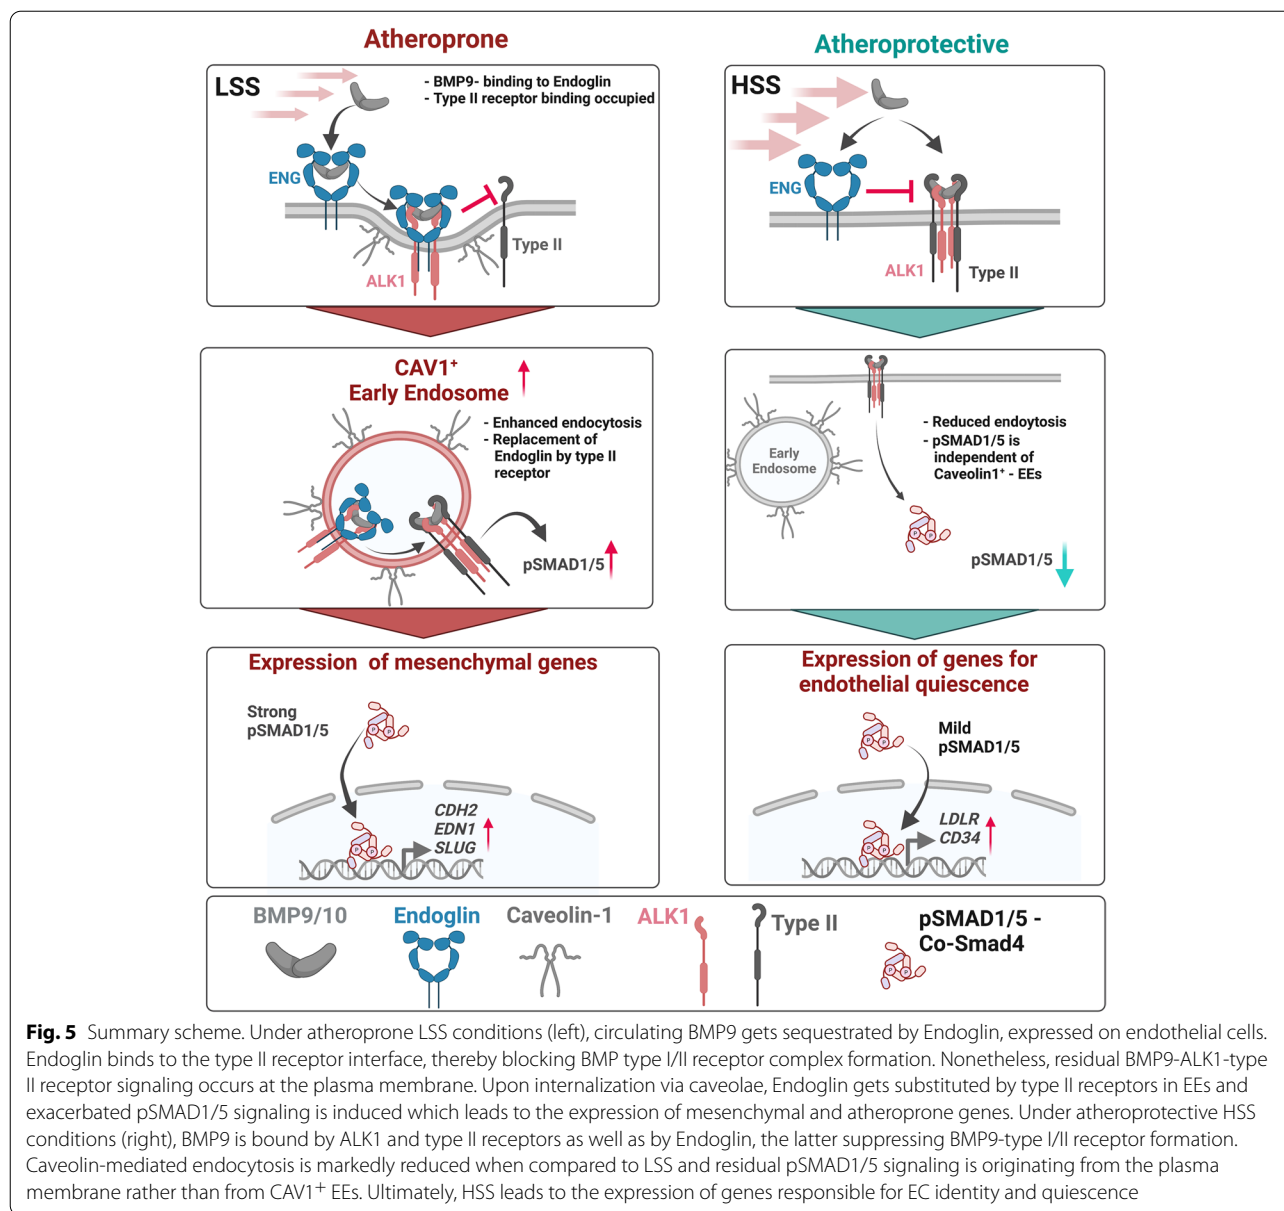 Atheroprone
LSS
- BMP9- binding to Endoglin
- Type II receptor binding occupied
ENG
Type II
ALK1
CAV1⁺
Early Endosome
- Enhanced endocytosis
- Replacement of
Endoglin by type II
receptor
pSMAD1/5
Expression of mesenchymal genes
Strong
pSMAD1/5
P P
CDH2
EDN1
SLUG
P P
Atheroprotective
HSS
ENG
ALK1
Type II
Early
Endosome
- Reduced endoytosis
- pSMAD1/5 is
independent of
Caveolin1⁺ - EEs
P P
pSMAD1/5
Expression of genes for
endothelial quiescence
Mild
pSMAD1/5
P P
LDLR
CD34
P P
BMP9/10
Endoglin
Caveolin-1
ALK1
Type II
pSMAD1/5 -
Co-Smad4
P P
Fig. 5 Summary scheme. Under atheroprone LSS conditions (left), circulating BMP9 gets sequestrated by Endoglin, expressed on endothelial cells.
Endoglin binds to the type II receptor interface, thereby blocking BMP type I/II receptor complex formation. Nonetheless, residual BMP9-ALK1-type
II receptor signaling occurs at the plasma membrane. Upon internalization via caveolae, Endoglin gets substituted by type II receptors in EEs and
exacerbated pSMAD1/5 signaling is induced which leads to the expression of mesenchymal and atheroprone genes. Under atheroprotective HSS
conditions (right), BMP9 is bound by ALK1 and type II receptors as well as by Endoglin, the latter suppressing BMP9-type I/II receptor formation.
Caveolin-mediated endocytosis is markedly reduced when compared to LSS and residual pSMAD1/5 signaling is originating from the plasma
membrane rather than from CAV1⁺ EEs. Ultimately, HSS leads to the expression of genes responsible for EC identity and quiescence